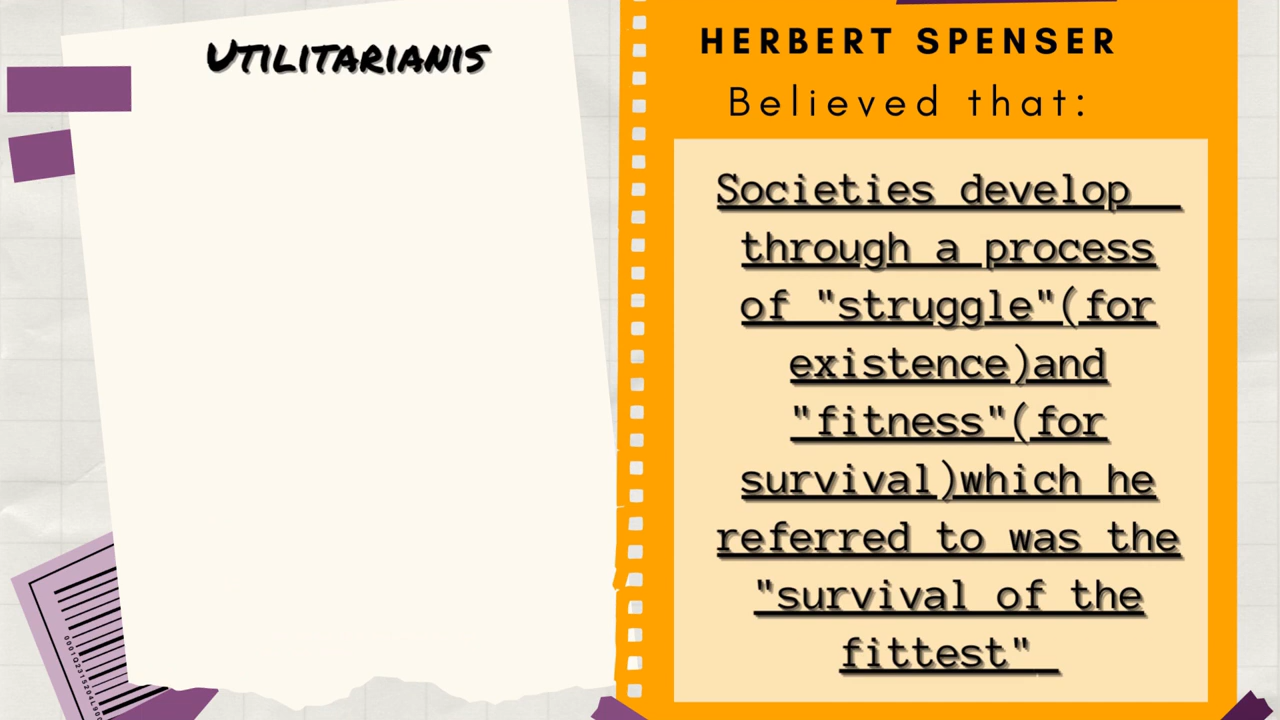 UTILITARIANIS
HERBERT SPENSER
Believed that:
Societies develop
through a process
of "struggle"(for
existence)and
"fitness"(for
survival)which he
referred to was the
"survival of the
fittest"